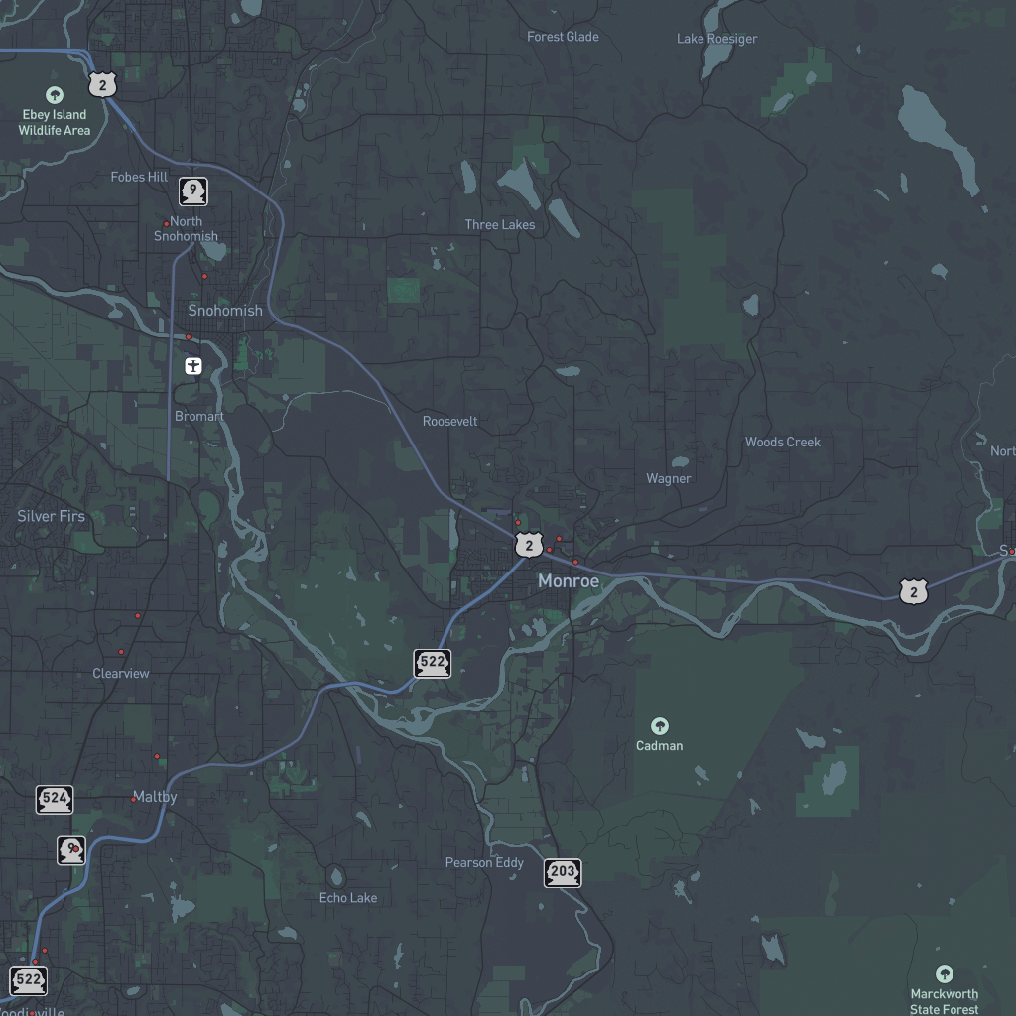 Forest Glade
Lake Roesiger
2
Ebey Island
Wildlife Area
Fobes Hill
9
North
Snohomish
Three Lakes
Snohomish
Bromart
Roosevelt
Woods Creek
Nort
Wagner
Silver Firs
2
S
Monroe
2
522
Clearview
Cadman
524
Maltby
9
Pearson Eddy
203
Echo Lake
522
Marckworth
State Forest
oodinville